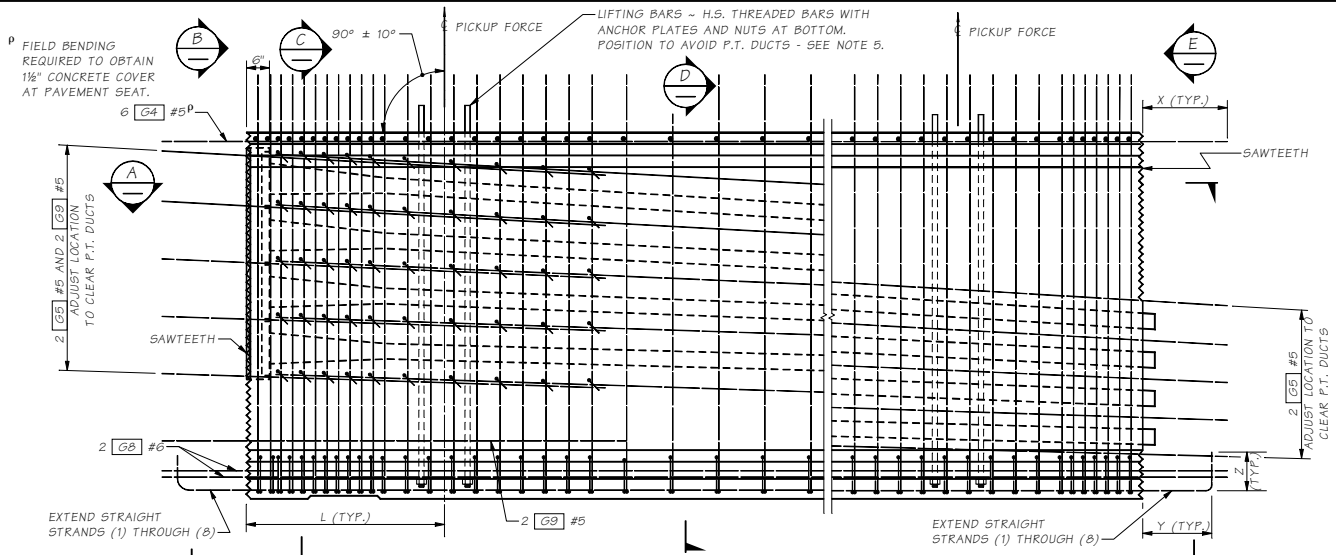 ρ FIELD BENDING
REQUIRED TO OBTAIN
1½" CONCRETE COVER
AT PAVEMENT SEAT.
B
C
6"
90° ± 10°
℄ PICKUP FORCE
LIFTING BARS ~ H.S. THREADED BARS WITH
ANCHOR PLATES AND NUTS AT BOTTOM.
POSITION TO AVOID P.T. DUCTS - SEE NOTE 5.
D
℄ PICKUP FORCE
E
X (TYP.)
6 G4 #5ρ
SAWTEETH
A
2 G5 #5 AND 2 G9 #5
ADJUST LOCATION
TO CLEAR P.T. DUCTS
SAWTEETH
2 G5 #5
ADJUST LOCATION TO
CLEAR P.T. DUCTS
2 G8 #6
Z
(TYP.)
EXTEND STRAIGHT
STRANDS (1) THROUGH (8)
L (TYP.)
2 G9 #5
EXTEND STRAIGHT
STRANDS (1) THROUGH (8)
Y (TYP.)